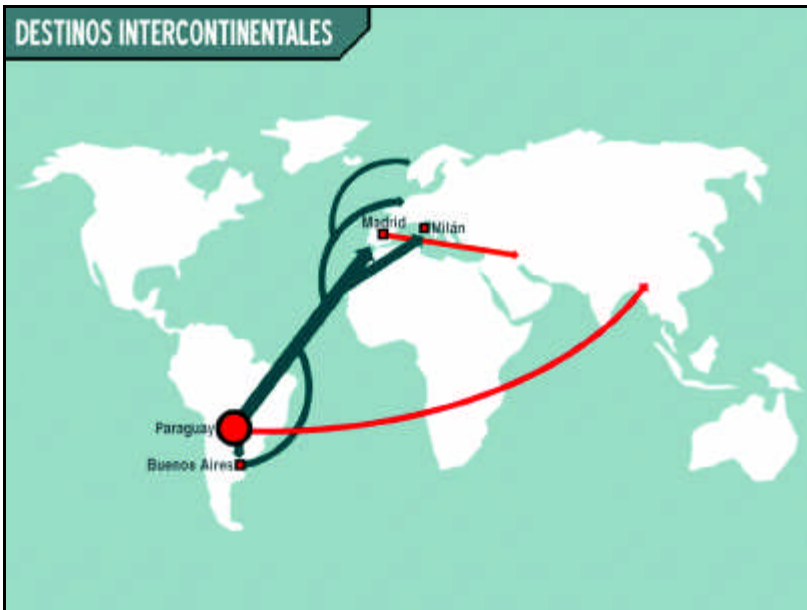 DESTINOS INTERCONTINENTALES
Madrid
Milán
Paraguay
Buenos Aires